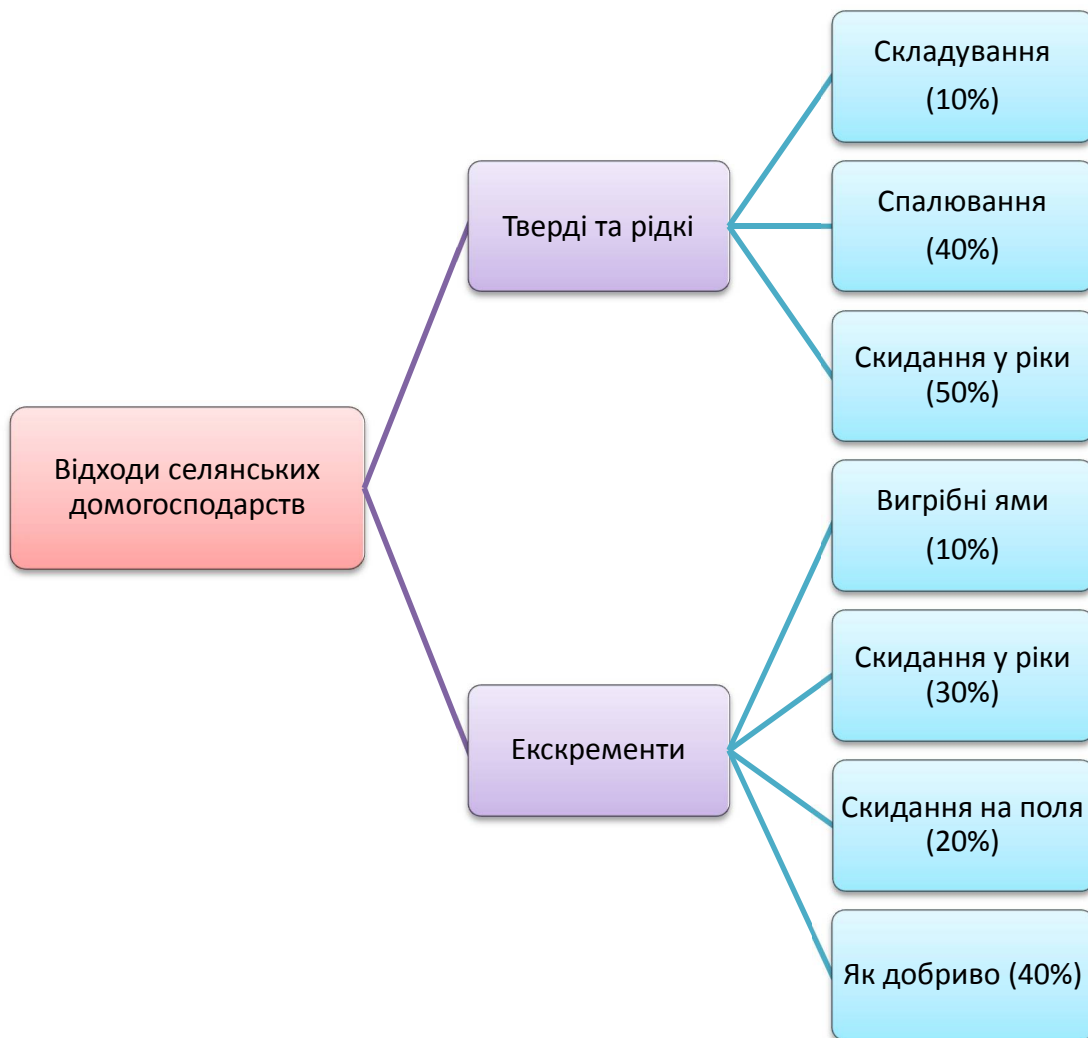 Відходи селянських
домогосподарств
Тверді та рідкі
Складування
(10%)
Спалювання
(40%)
Скидання у ріки
(50%)
Екскременти
Вигрібні ями
(10%)
Скидання у ріки
(30%)
Скидання на поля
(20%)
Як добриво (40%)